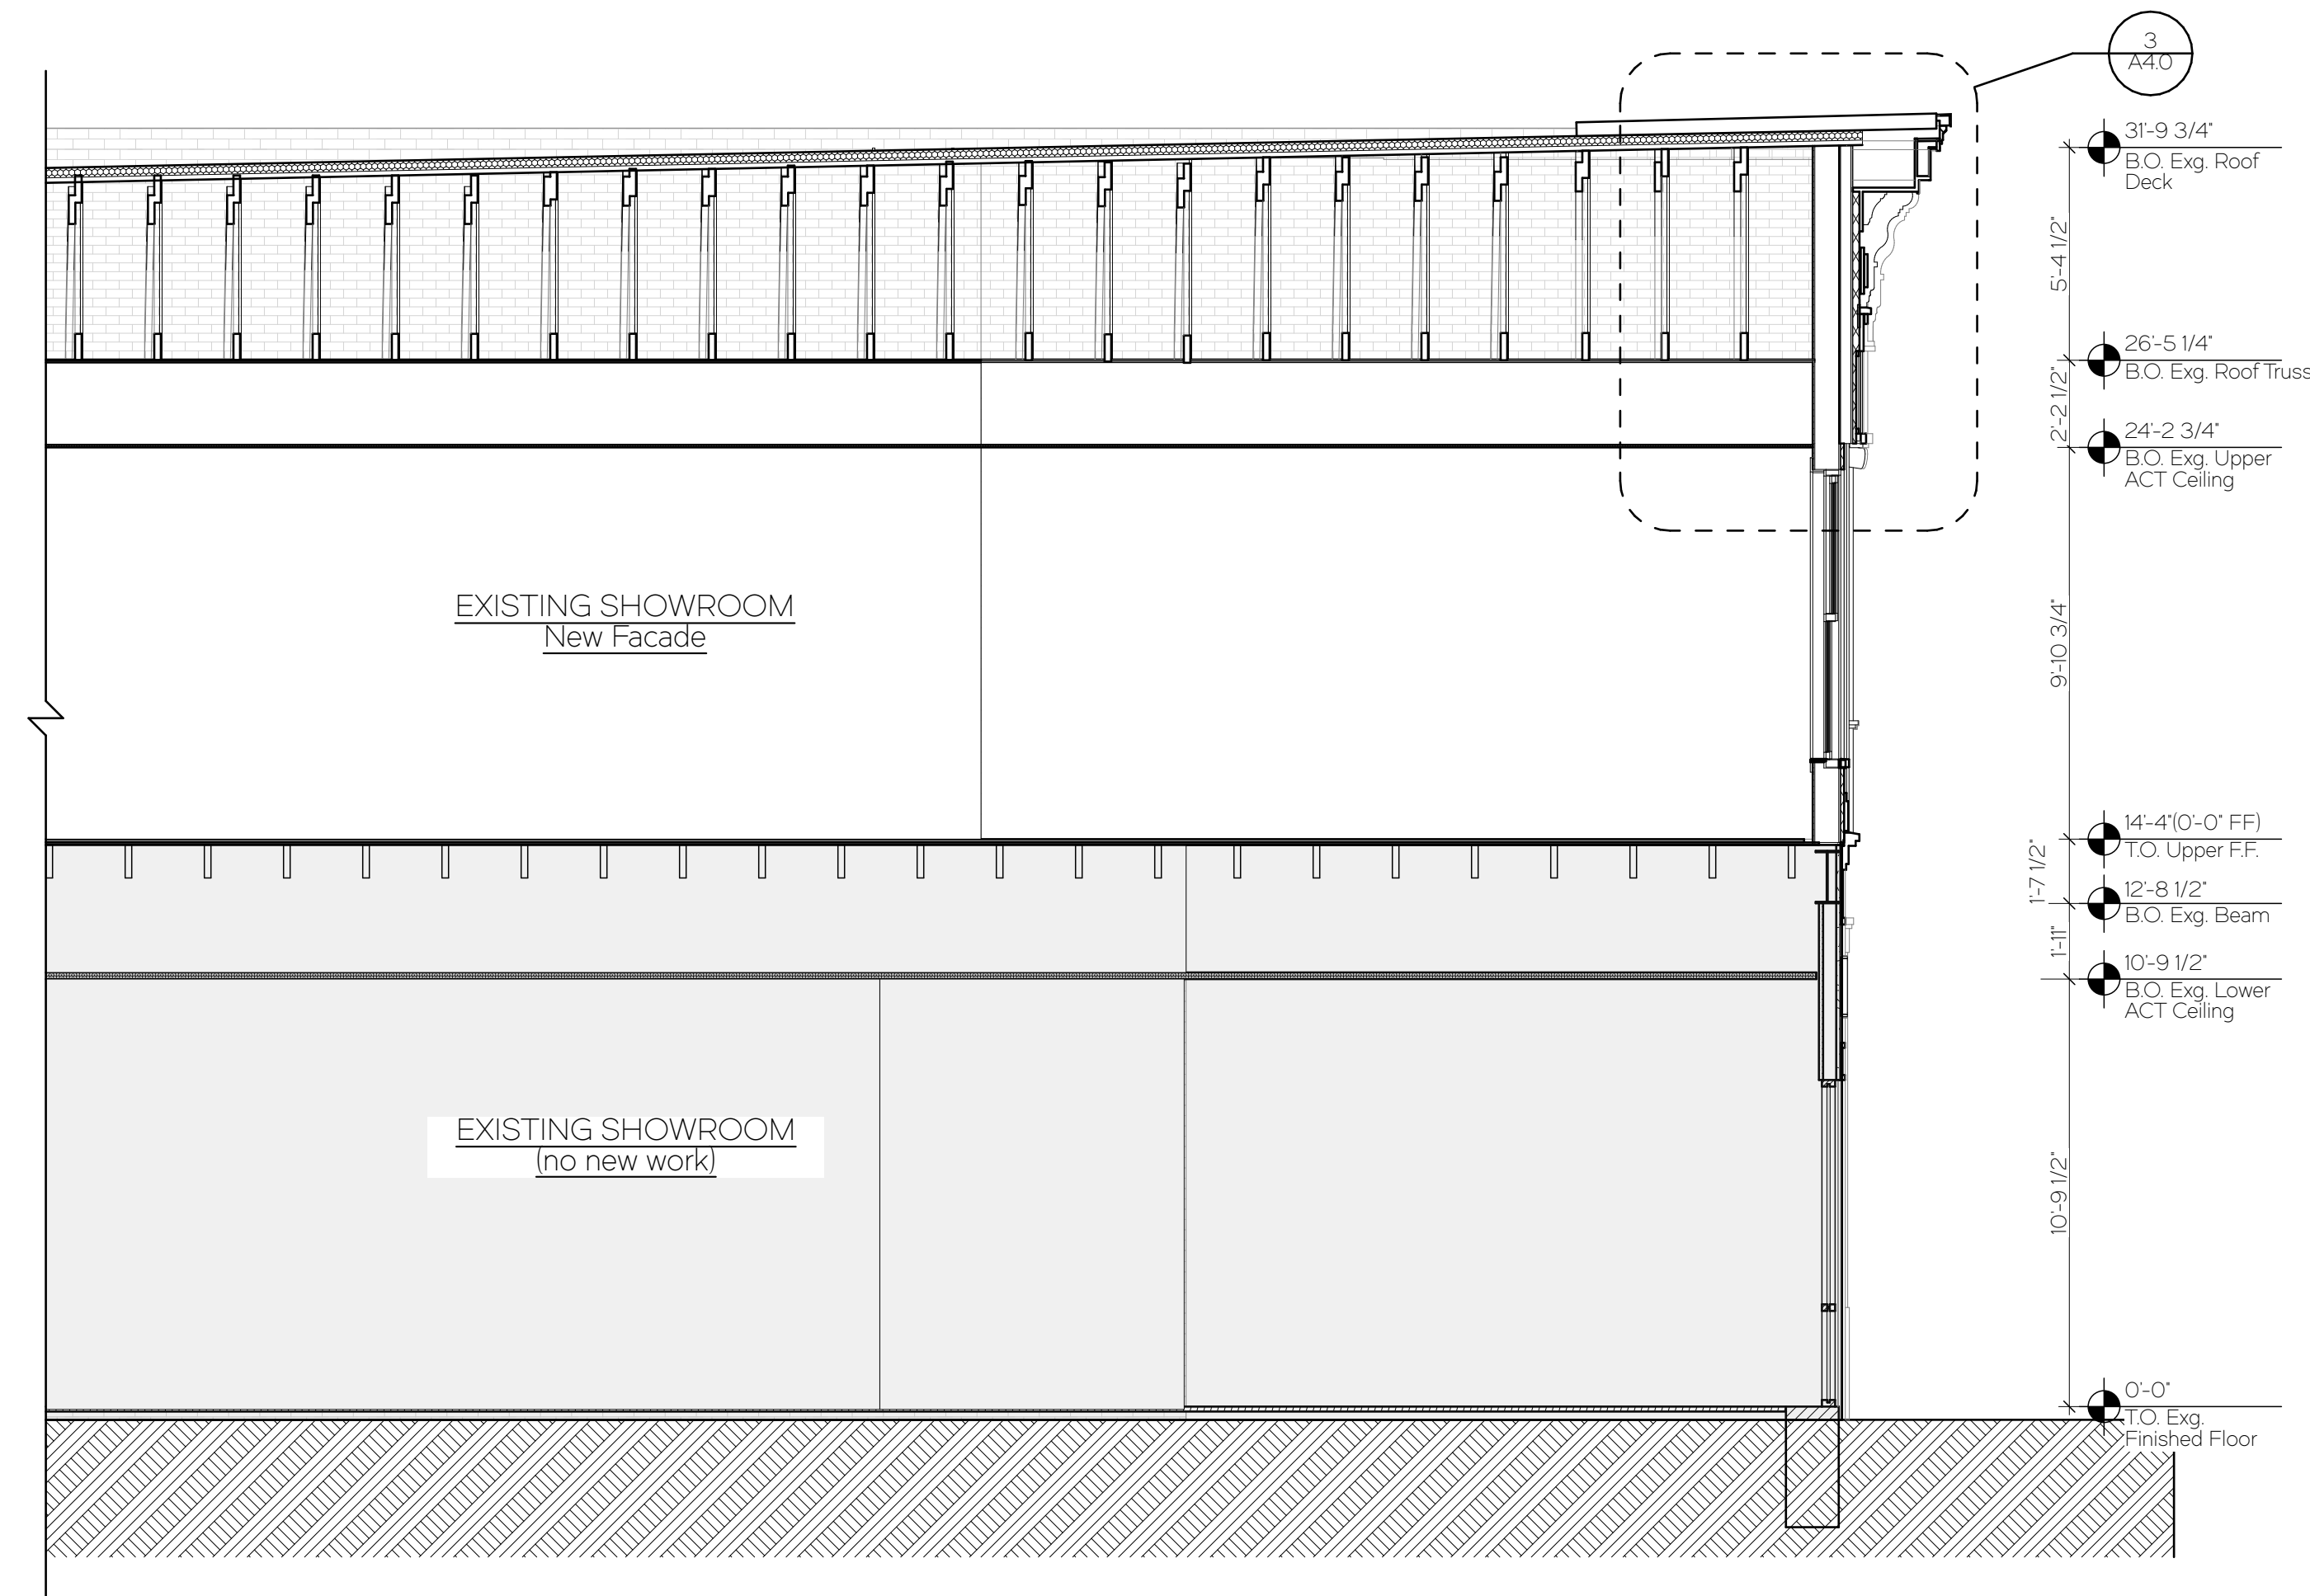 3
A4.0
31'-9 3/4"
B.O. Exg. Roof
Deck
5'-4 1/2"
26'-5 1/4"
B.O. Exg. Roof Truss
2'-2 1/2"
24'-2 3/4"
B.O. Exg. Upper
ACT Ceiling
EXISTING SHOWROOM
New Facade
9'-10 3/4"
14'-4"(0'-0" FF)
T.O. Upper F.F.
1'-7 1/2"
12'-8 1/2"
B.O. Exg. Beam
1'-11"
10'-9 1/2"
B.O. Exg. Lower
ACT Ceiling
EXISTING SHOWROOM
(no new work)
10'-9 1/2"
0'-0"
T.O. Exg.
Finished Floor